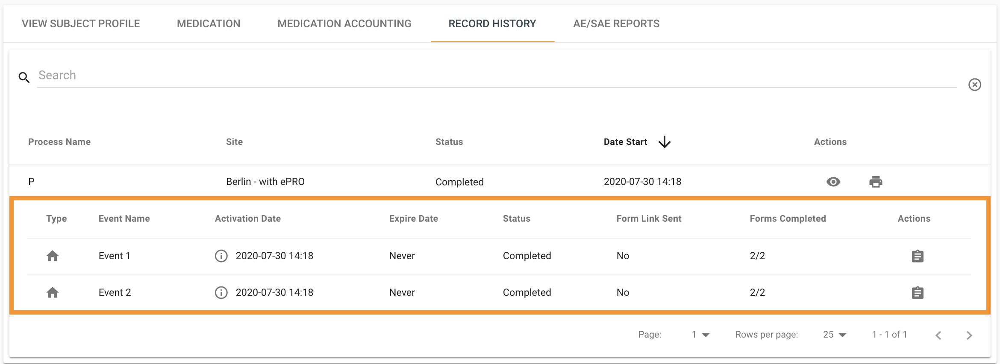 VIEW SUBJECT PROFILE MEDICATION MEDICATION ACCOUNTING RECORD HISTORY AE/SAE REPORTS
Search
Process Name Site Status Date Start Actions
P Berlin - with ePRO Completed 2020-07-30 14:18
Type Event Name Activation Date Expire Date Status Form Link Sent Forms Completed Actions
Event 1 2020-07-30 14:18 Never Completed No 2/2
Event 2 2020-07-30 14:18 Never Completed No 2/2
Page: 1 Rows per page: 25 1 - 1 of 1